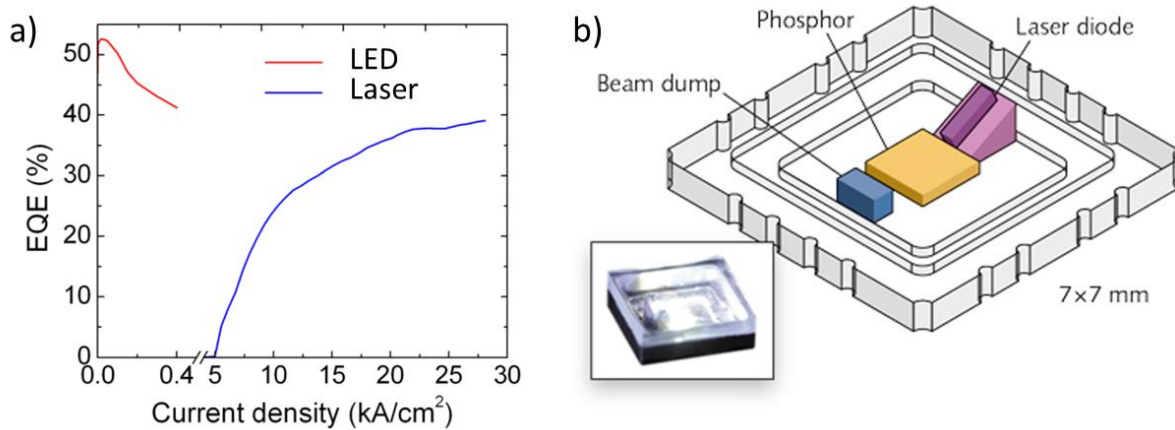 a)
LED
Laser
EQE (%)
50
40
30
20
10
0
0.0 0.4 5 10 15 20 25 30
Current density (kA/cm²)
b)
Phosphor
Laser diode
Beam dump
7×7 mm